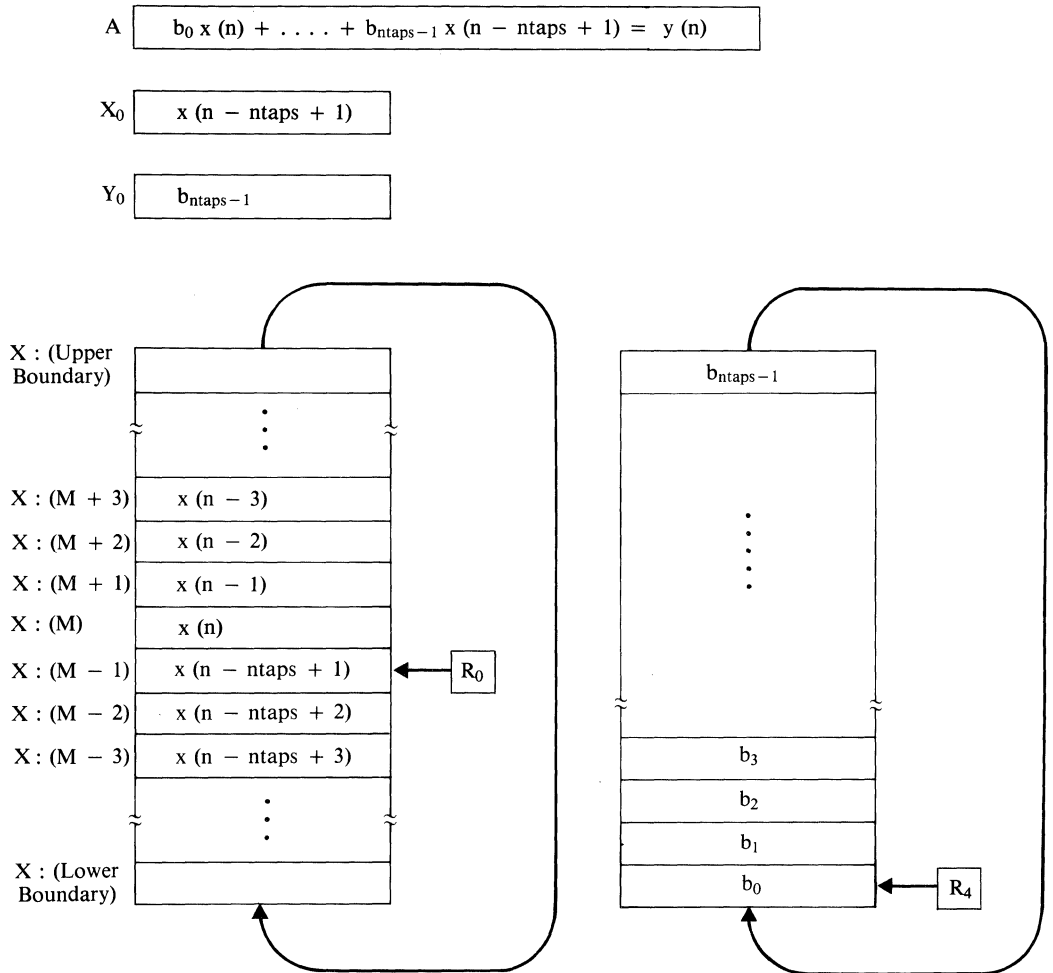 A b₀ x (n) + . . . . + bₙₜₐₚₛ₋₁ x (n − ntaps + 1) = y (n)
X₀ x (n − ntaps + 1)
Y₀ bₙₜₐₚₛ₋₁
X : (Upper
Boundary)
bₙₜₐₚₛ₋₁
X : (M + 3) x (n − 3)
X : (M + 2) x (n − 2)
X : (M + 1) x (n − 1)
X : (M) x (n)
X : (M − 1) x (n − ntaps + 1) R₀
X : (M − 2) x (n − ntaps + 2)
X : (M − 3) x (n − ntaps + 3)
b₃
b₂
b₁
X : (Lower
Boundary)
b₀ R₄